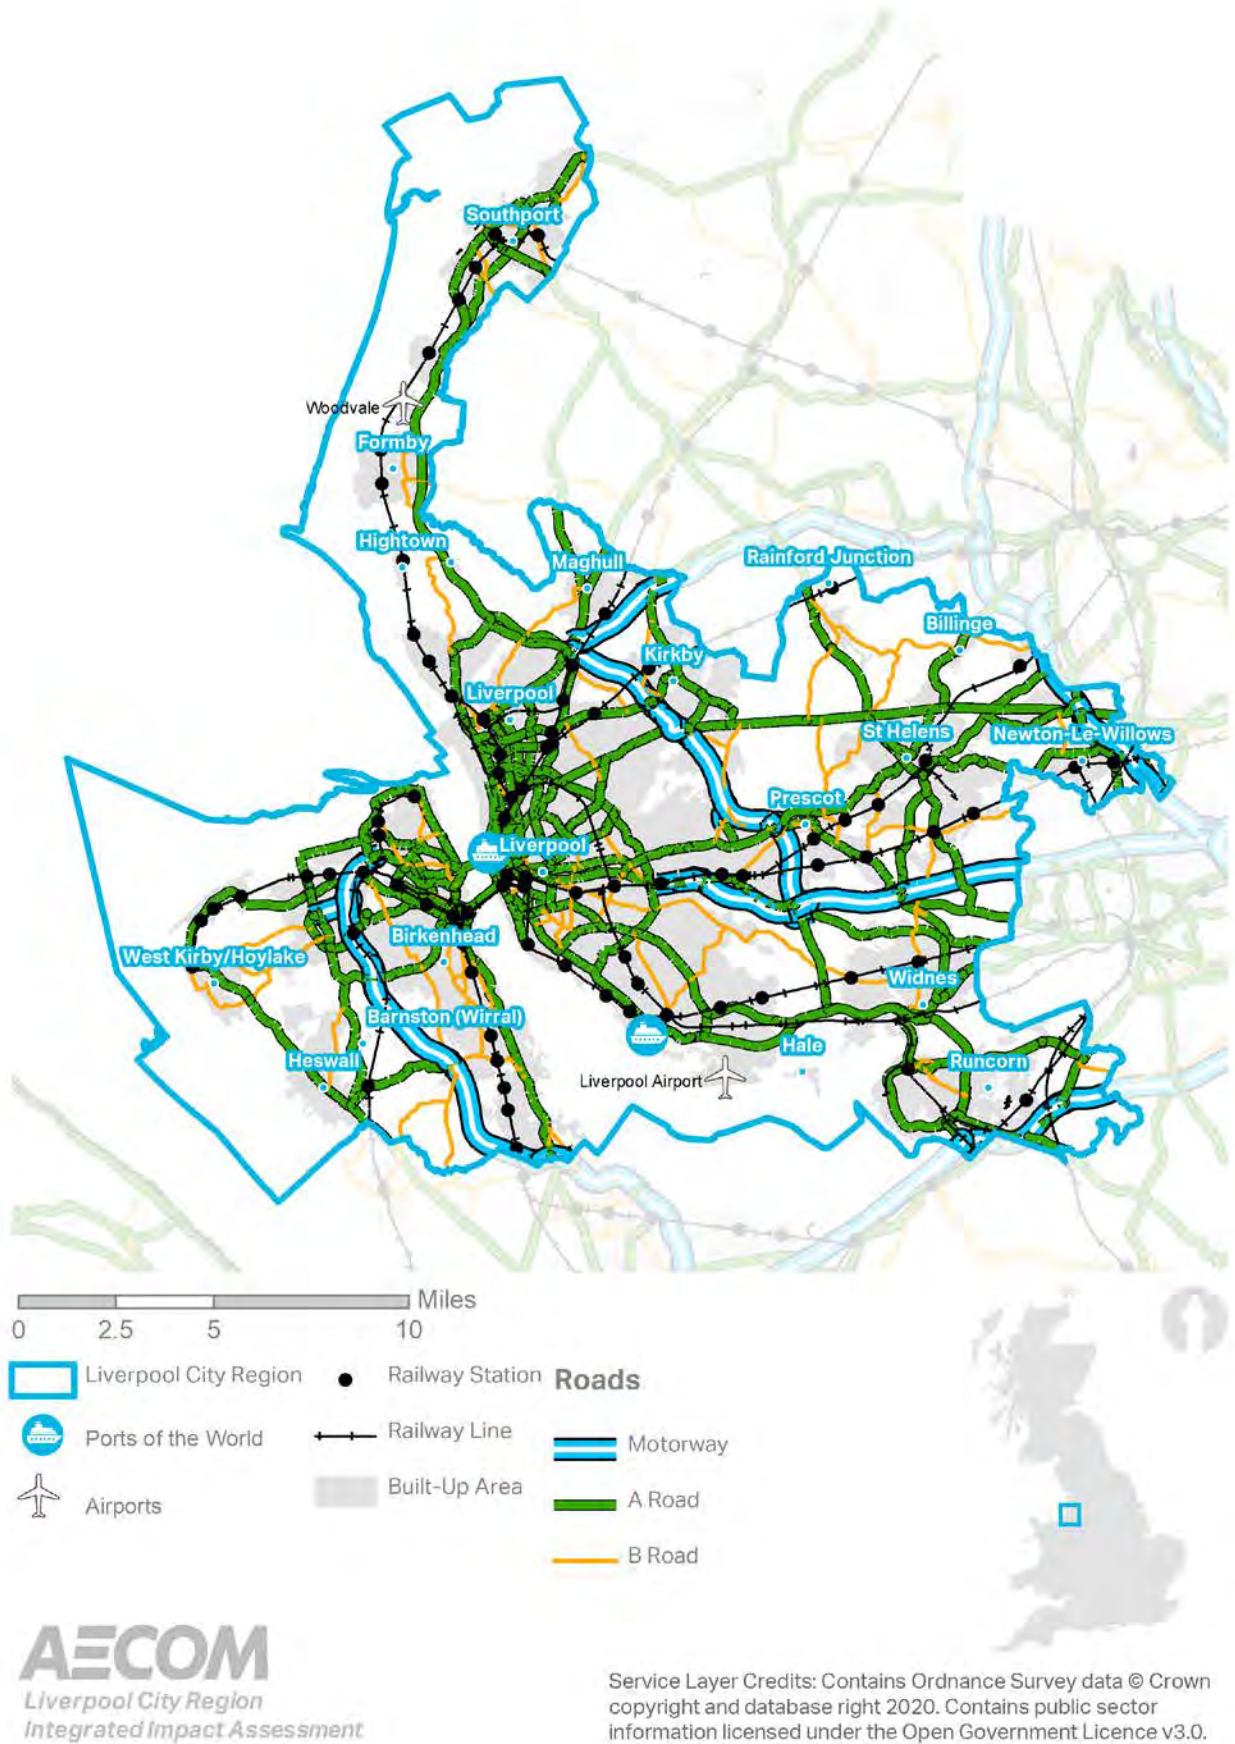 Southport
Woodvale
Formby
Hightown
Maghull
Rainford Junction
Billinge
Kirkby
Liverpool
St Helens
Newton-Le-Willows
Prescot
Liverpool
Birkenhead
West Kirby/Hoylake
Widnes
Barnston (Wirral)
Hale
Heswall
Runcorn
Liverpool Airport
Miles
0 2.5 5 10
Liverpool City Region
Railway Station
Roads
Ports of the World
Railway Line
Motorway
Airports
Built-Up Area
A Road
B Road
AECOM
Liverpool City Region
Integrated Impact Assessment
Service Layer Credits: Contains Ordnance Survey data © Crown
copyright and database right 2020. Contains public sector
information licensed under the Open Government Licence v3.0.